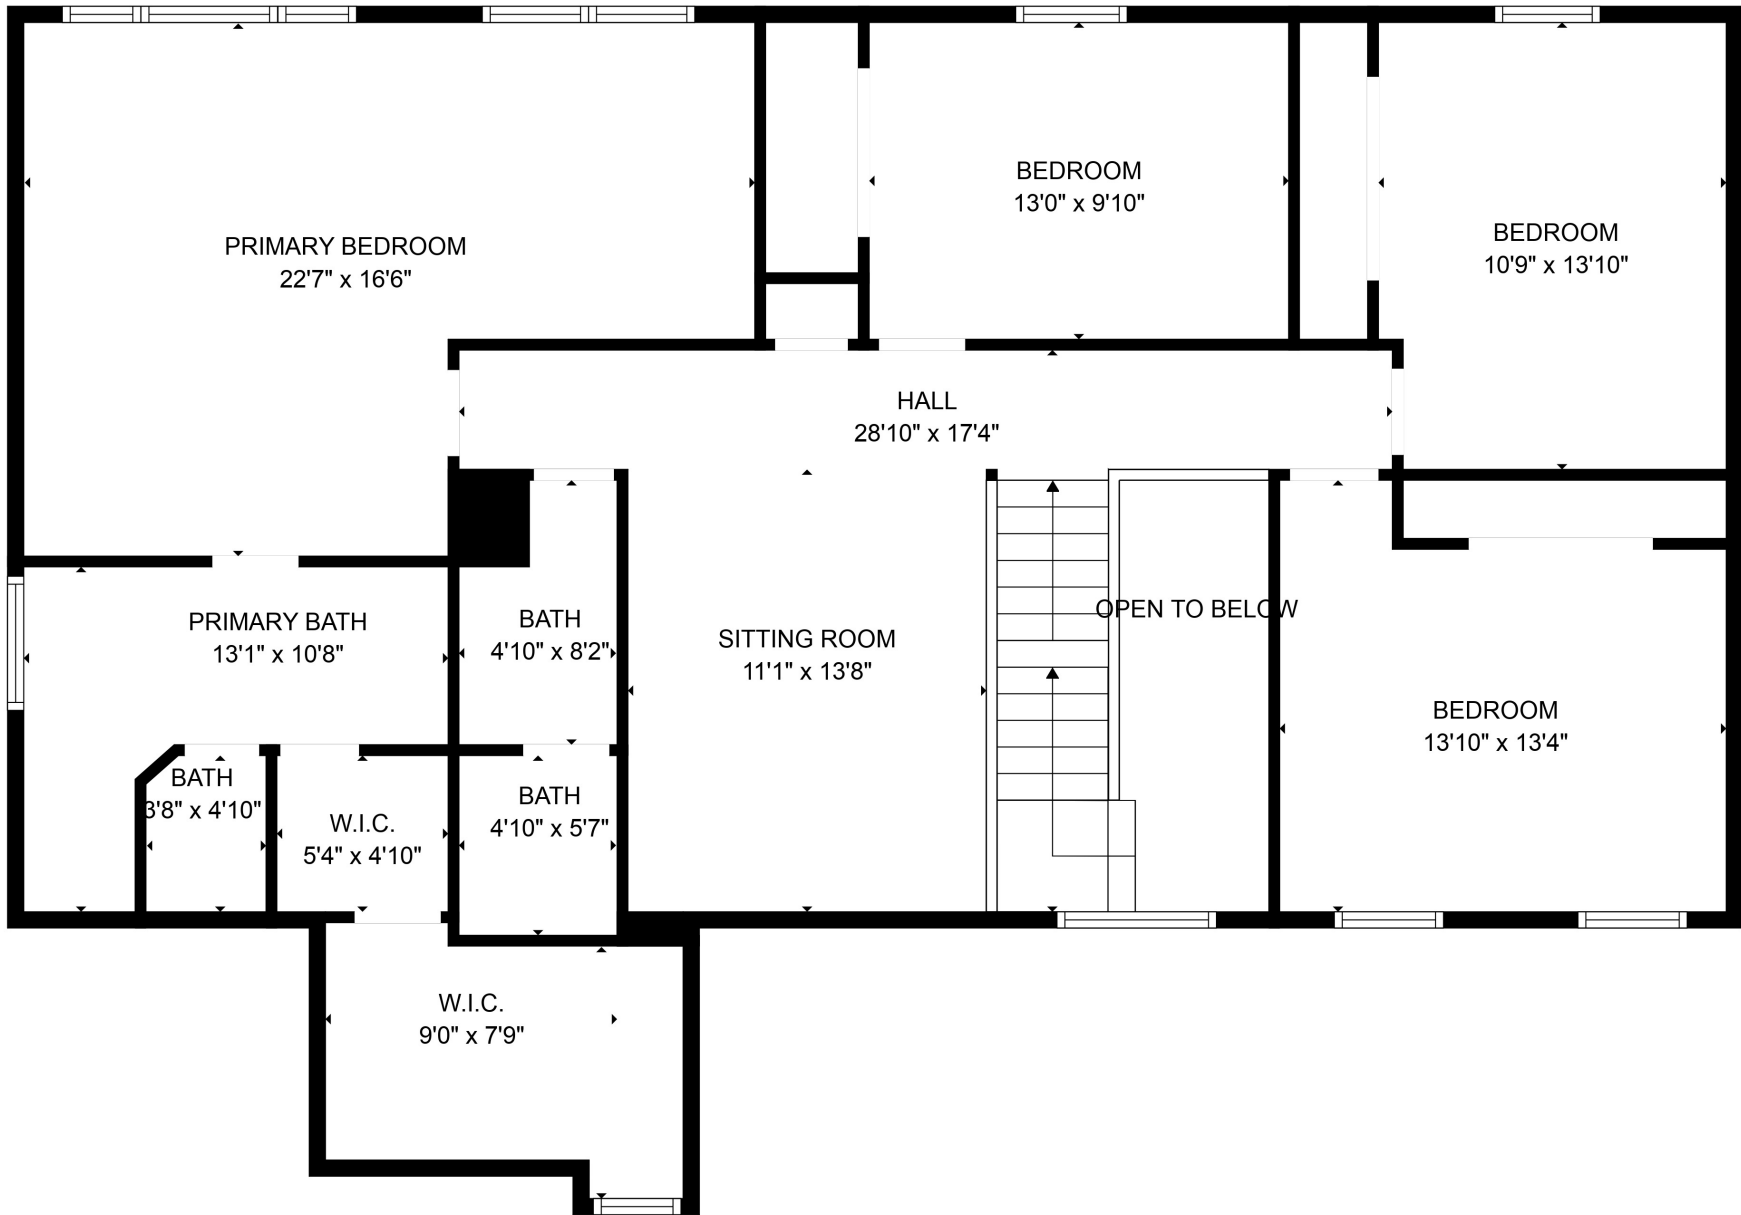 PRIMARY BEDROOM
22'7" x 16'6"
BEDROOM
13'0" x 9'10"
BEDROOM
10'9" x 13'10"
HALL
28'10" x 17'4"
PRIMARY BATH
13'1" x 10'8"
BATH
4'10" x 8'2"
SITTING ROOM
11'1" x 13'8"
OPEN TO BELOW
BEDROOM
13'10" x 13'4"
BATH
3'8" x 4'10"
W.I.C.
5'4" x 4'10"
BATH
4'10" x 5'7"
W.I.C.
9'0" x 7'9"